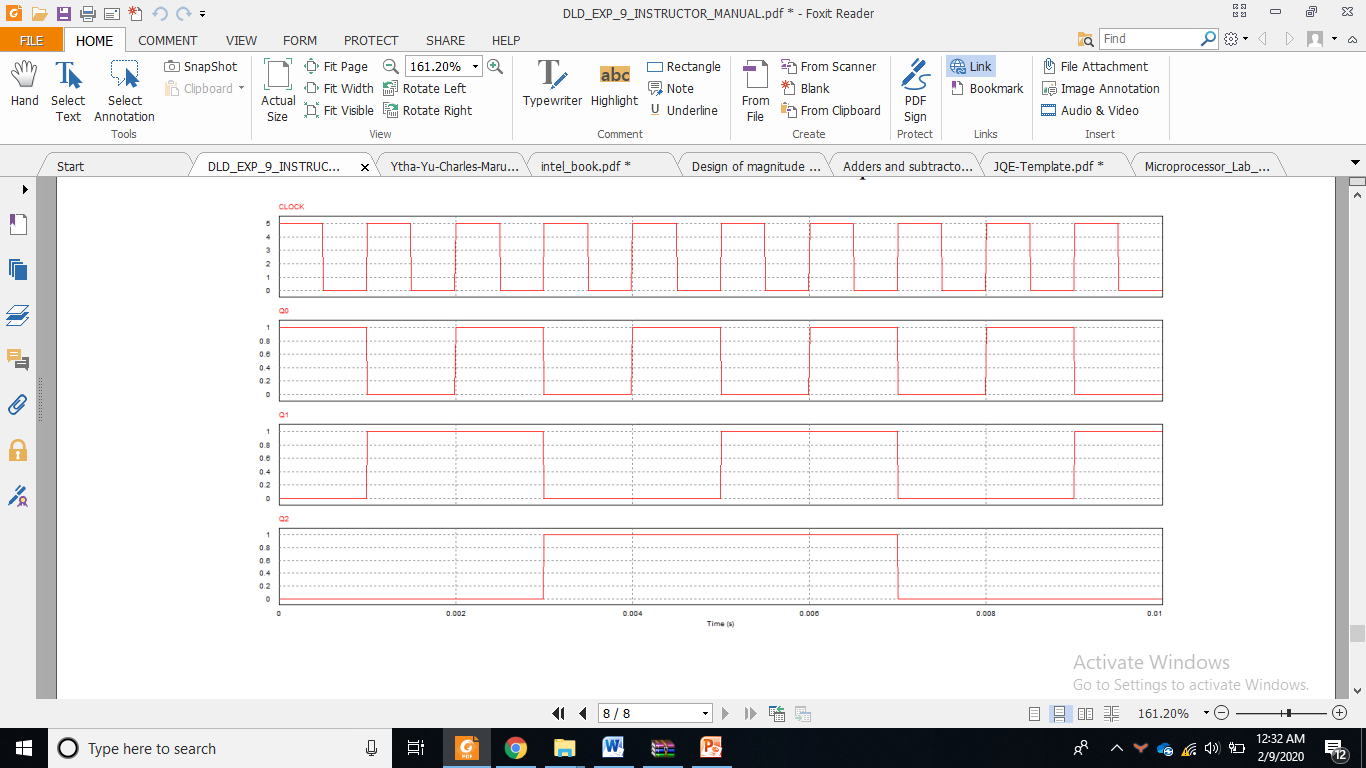 DLD_EXP_9_INSTRUCTOR_MANUAL.pdf * - Foxit Reader
FILE HOME COMMENT VIEW FORM PROTECT SHARE HELP
Find
Hand
Select Text
Select Annotation
SnapShot
Clipboard
Tools
Actual Size
Fit Page
Fit Width
Fit Visible
161.20%
Rotate Left
Rotate Right
View
Typewriter
abc
Highlight
Rectangle
Note
U Underline
Comment
From File
From Scanner
Blank
From Clipboard
Create
PDF Sign
Protect
Link
Bookmark
Links
File Attachment
Image Annotation
Audio & Video
Insert
Start
DLD_EXP_9_INSTRUC... x
Ytha-Yu-Charles-Maru...
intel_book.pdf *
Design of magnitude ...
Adders and subtracto...
JQE-Template.pdf *
Microprocessor_Lab_...
CLOCK
5
4
3
2
1
0
Q0
1
0.8
0.6
0.4
0.2
0
Q1
1
0.8
0.6
0.4
0.2
0
Q2
1
0.8
0.6
0.4
0.2
0
0 0.002 0.004 0.006 0.008 0.01
Time (s)
Activate Windows
Go to Settings to activate Windows.
8 / 8
161.20%
Type here to search
PDF
12:32 AM
2/9/2020
12